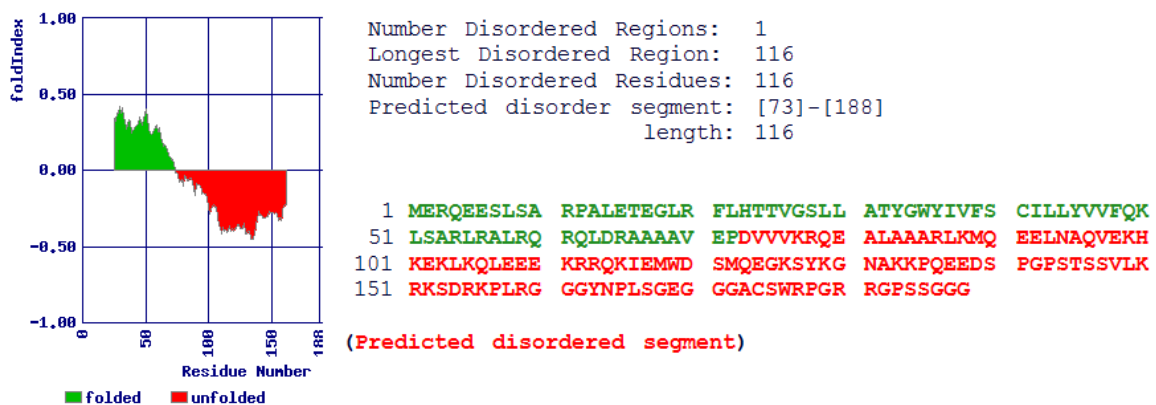 foldIndex
1.00
0.50
0.00
-0.50
-1.00
0
50
100
150
188
Residue Number
folded
unfolded
Number Disordered Regions: 1
Longest Disordered Region: 116
Number Disordered Residues: 116
Predicted disorder segment: [73]-[188]
length: 116
1 MERQEESLSA RPALETEGLR FLHTTVGSLL ATYGWYIVFS CILLYVVFQK
51 LSARLRALRQ RQLDRAAAAV EPDVVVKRQE ALAAARLKMQ EELNAQVEKH
101 KEKLKQLEEE KRRQKIEMWD SMQEGKSYKG NAKKPQEEDS PGPSTSSVLK
151 RKSDRKPLRG GGYNPLSGEG GGACSWRPGR RGPSSGGG
(Predicted disordered segment)